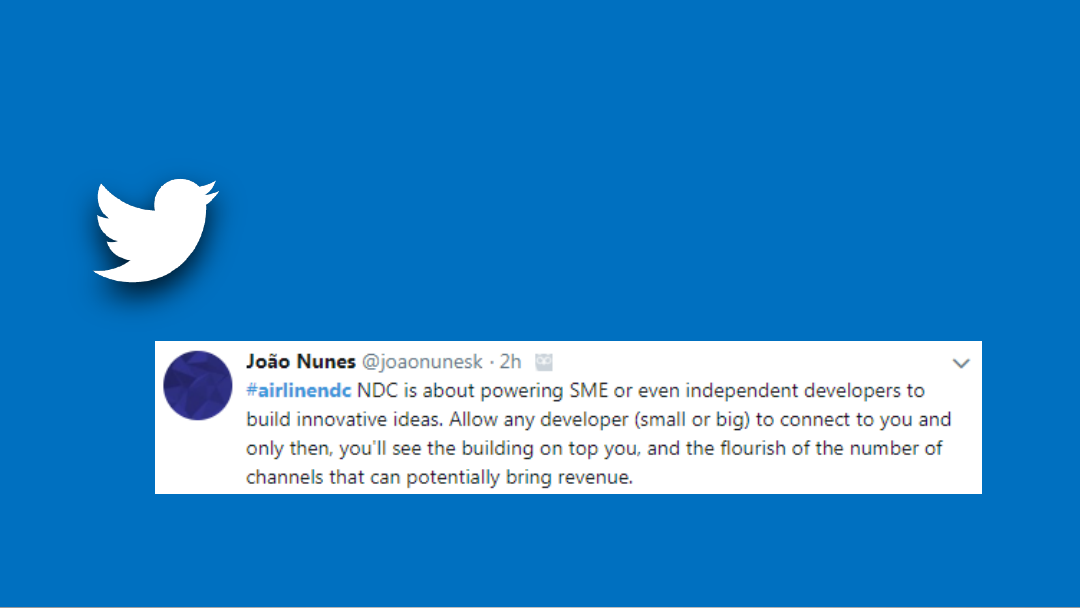 João Nunes @joaonunesk · 2h
#airlinendc NDC is about powering SME or even independent developers to
build innovative ideas. Allow any developer (small or big) to connect to you and
only then, you'll see the building on top you, and the flourish of the number of
channels that can potentially bring revenue.